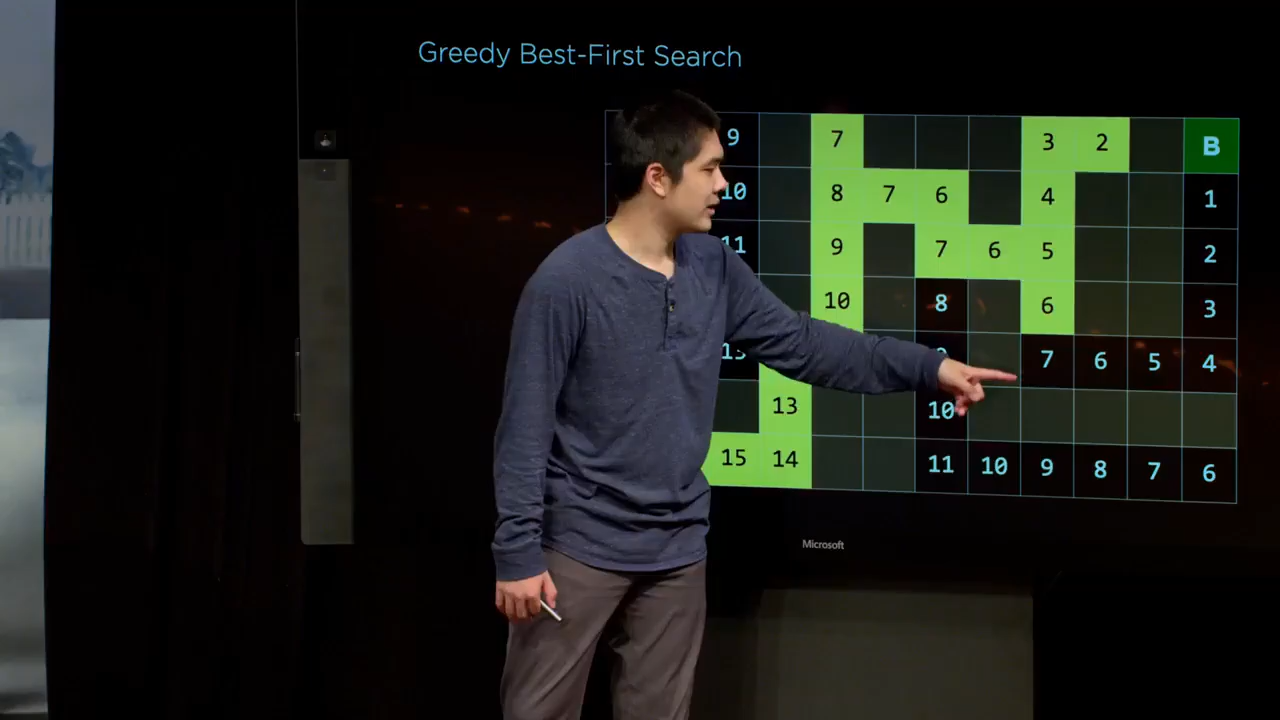 Greedy Best-First Search
9 7 3 2 B
10 8 7 6 4 1
11 9 7 6 5 2
10 8 6 3
7 6 5 4
13 10
15 14 11 10 9 8 7 6
Microsoft